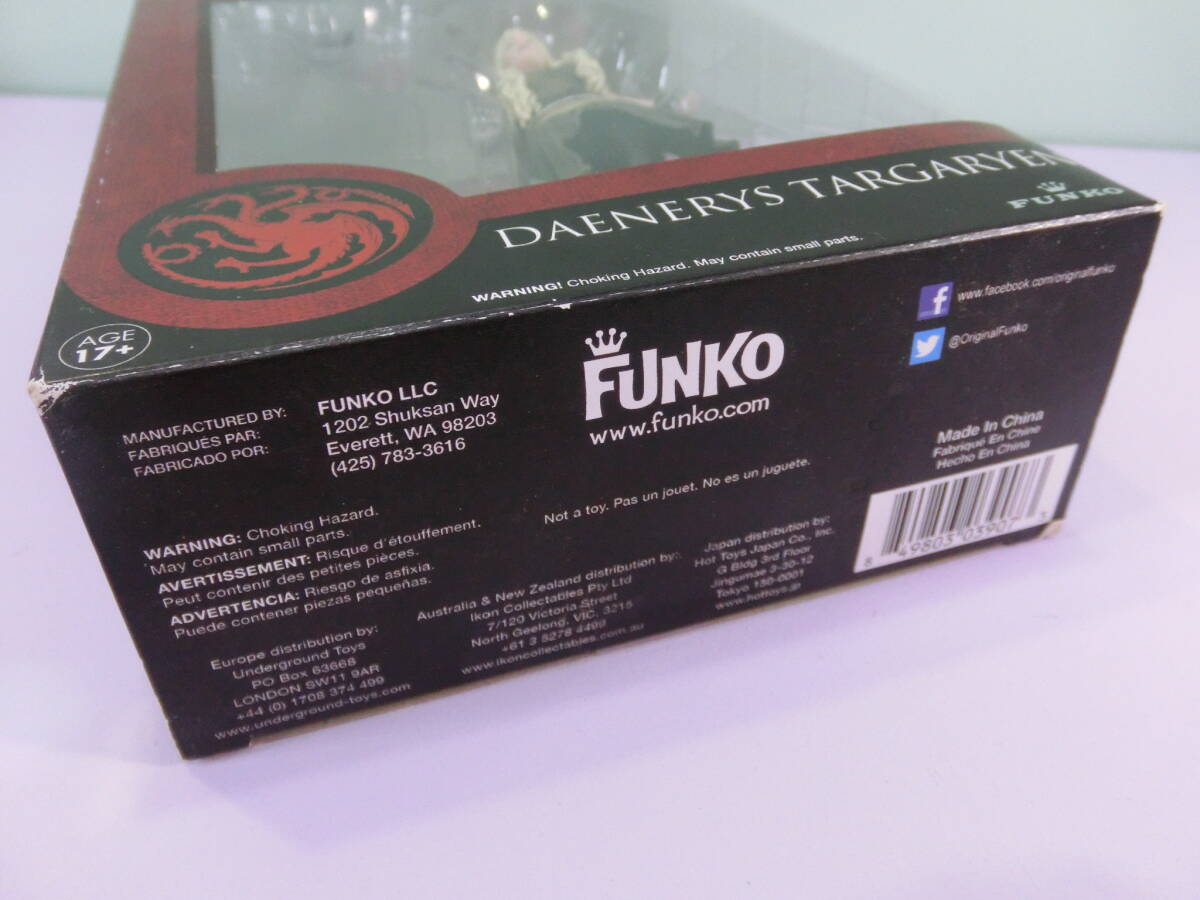 DAENERYS TARGARYEN
FUNKO
WARNING! Choking Hazard. May contain small parts.
AGE
17+
MANUFACTURED BY:
FABRIQUÉS PAR:
FABRICADO POR:
FUNKO LLC
1202 Shuksan Way
Everett, WA 98203
(425) 783-3616
FUNKO
www.funko.com
www.facebook.com/originalfunko
@OriginalFunko
Made In China
Fabriqué En Chine
Hecho En China
WARNING: Choking Hazard.
May contain small parts.
AVERTISSEMENT: Risque d'étouffement.
Peut contenir des petites pièces.
ADVERTENCIA: Riesgo de asfixia.
Puede contener piezas pequeñas.
Not a toy. Pas un jouet. No es un juguete.
Europe distribution by:
Underground Toys
PO Box 63668
LONDON SW11 9AR
+44 (0) 1708 374 499
www.underground-toys.com
Australia & New Zealand distribution by:
Ikon Collectables Pty Ltd
7/120 Victoria Street
North Geelong, VIC. 3215
+61 3 5278 4499
www.ikoncollectables.com.au
Japan distribution by:
Hot Toys Japan Co., Inc.
G Bldg 3rd Floor
Jingumae 3-30-12
Tokyo 150-0001
www.hottoys.jp
8 49803 03907 3